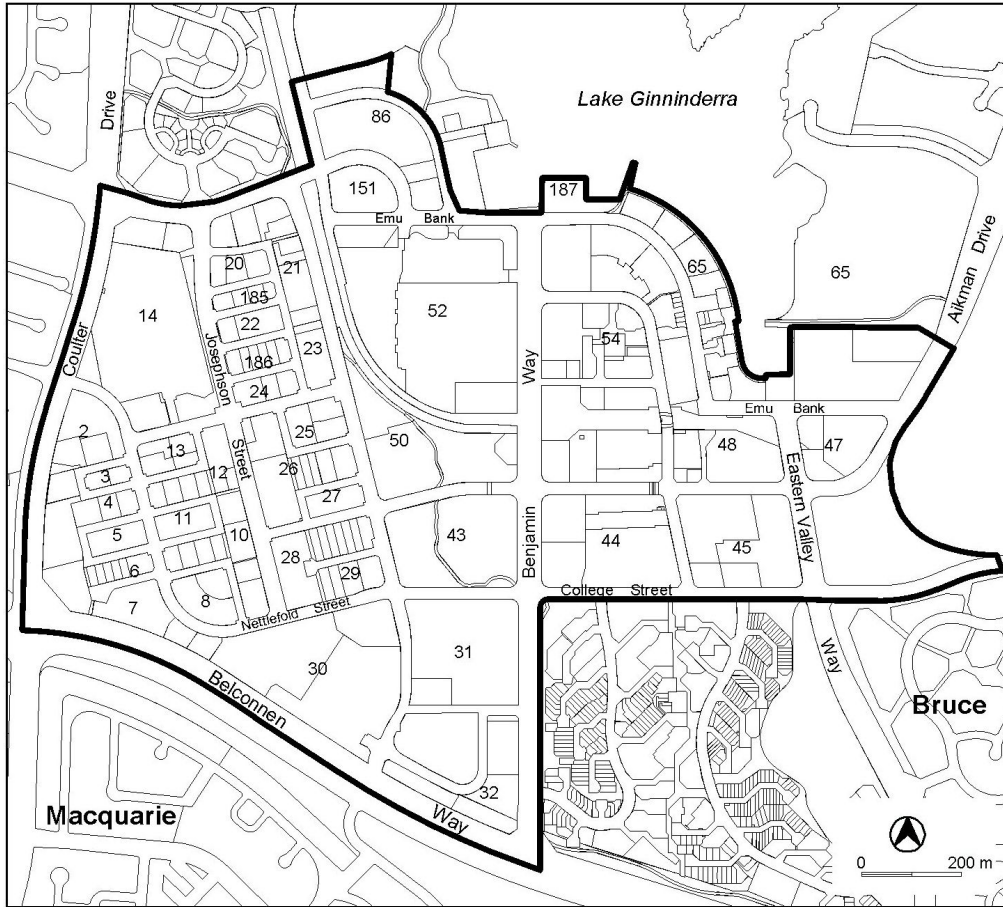 Lake Ginninderra
Drive
86
151
187
Emu Bank
20
21
185
65
65
Aikman Drive
14
22
52
Coulter
Josephson
Street
186
23
54
Way
24
Emu Bank
2
13
25
50
48
47
3
12
26
Eastern Valley
Way
4
11
27
5
10
43
Benjamin
44
45
6
28
29
7
8
Nettlefold Street
College Street
30
31
Belconnen
Way
Bruce
32
Macquarie
0 200 m